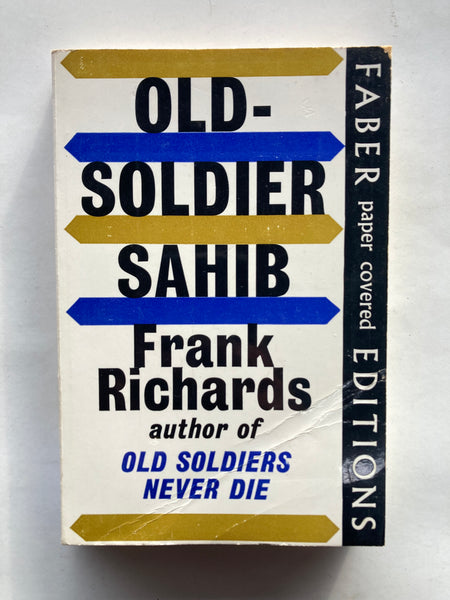 OLD-
SOLDIER
SAHIB
Frank
Richards
author of
OLD SOLDIERS
NEVER DIE
FABER paper covered EDITIONS